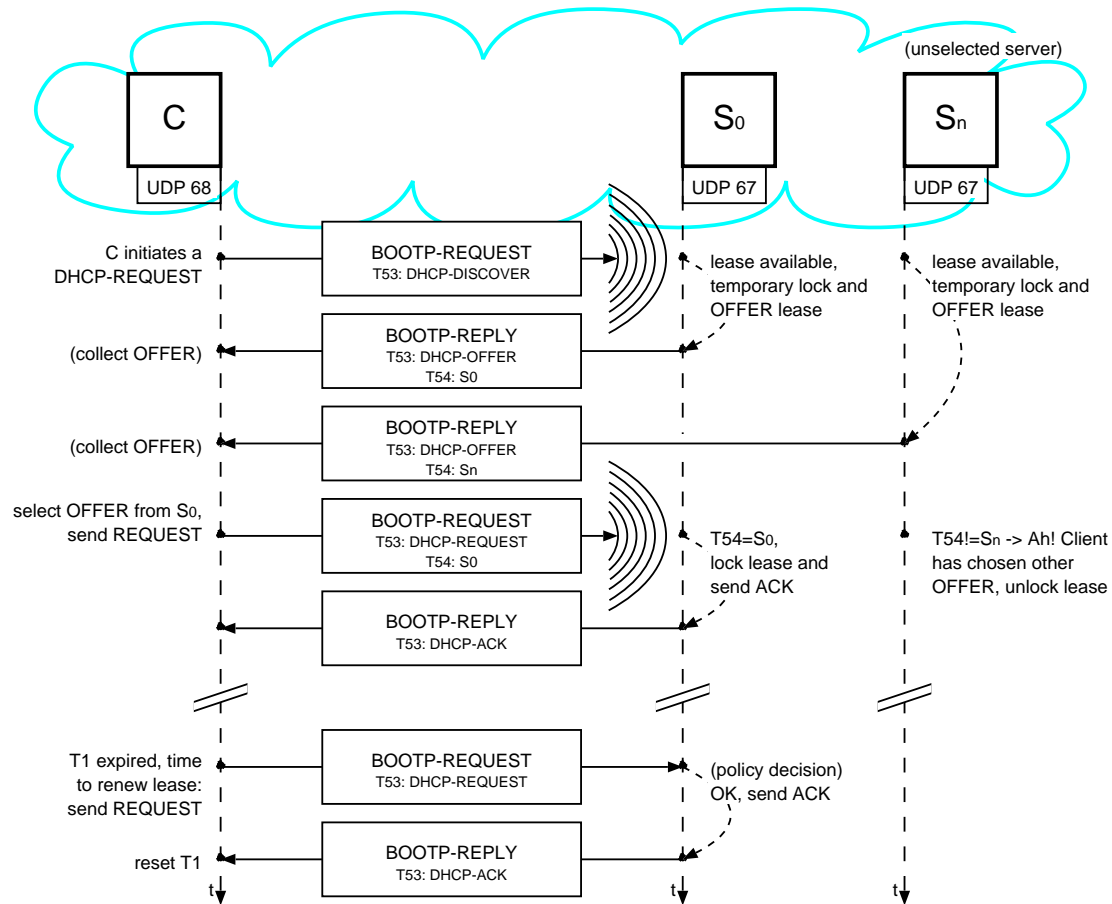 (unselected server)
C
S0
Sn
UDP 68
UDP 67
UDP 67
C initiates a
DHCP-REQUEST
BOOTP-REQUEST
T53: DHCP-DISCOVER
lease available,
temporary lock and
OFFER lease
lease available,
temporary lock and
OFFER lease
(collect OFFER)
BOOTP-REPLY
T53: DHCP-OFFER
T54: S0
(collect OFFER)
BOOTP-REPLY
T53: DHCP-OFFER
T54: Sn
select OFFER from S0,
send REQUEST
BOOTP-REQUEST
T53: DHCP-REQUEST
T54: S0
T54=S0,
lock lease and
send ACK
T54!=Sn -> Ah! Client
has chosen other
OFFER, unlock lease
BOOTP-REPLY
T53: DHCP-ACK
T1 expired, time
to renew lease:
send REQUEST
BOOTP-REQUEST
T53: DHCP-REQUEST
(policy decision)
OK, send ACK
reset T1
BOOTP-REPLY
T53: DHCP-ACK
t
t
t